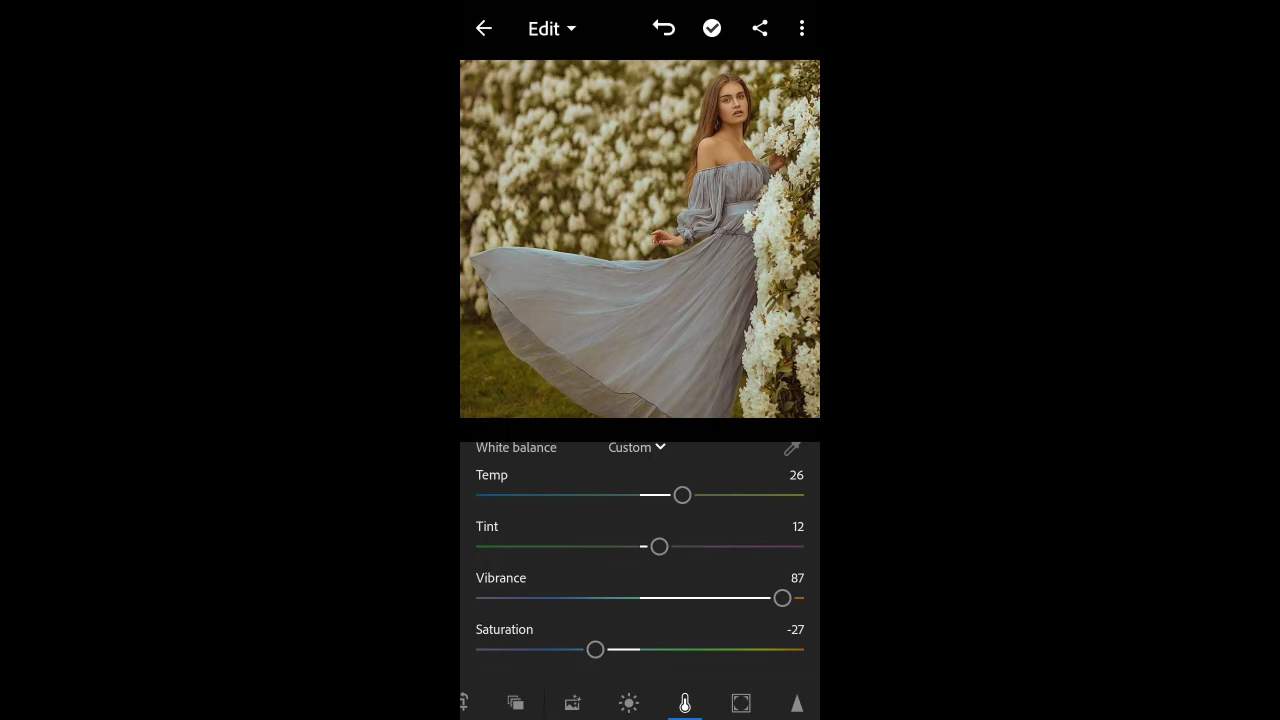 Edit
White balance Custom
Temp 26
Tint 12
Vibrance 87
Saturation -27